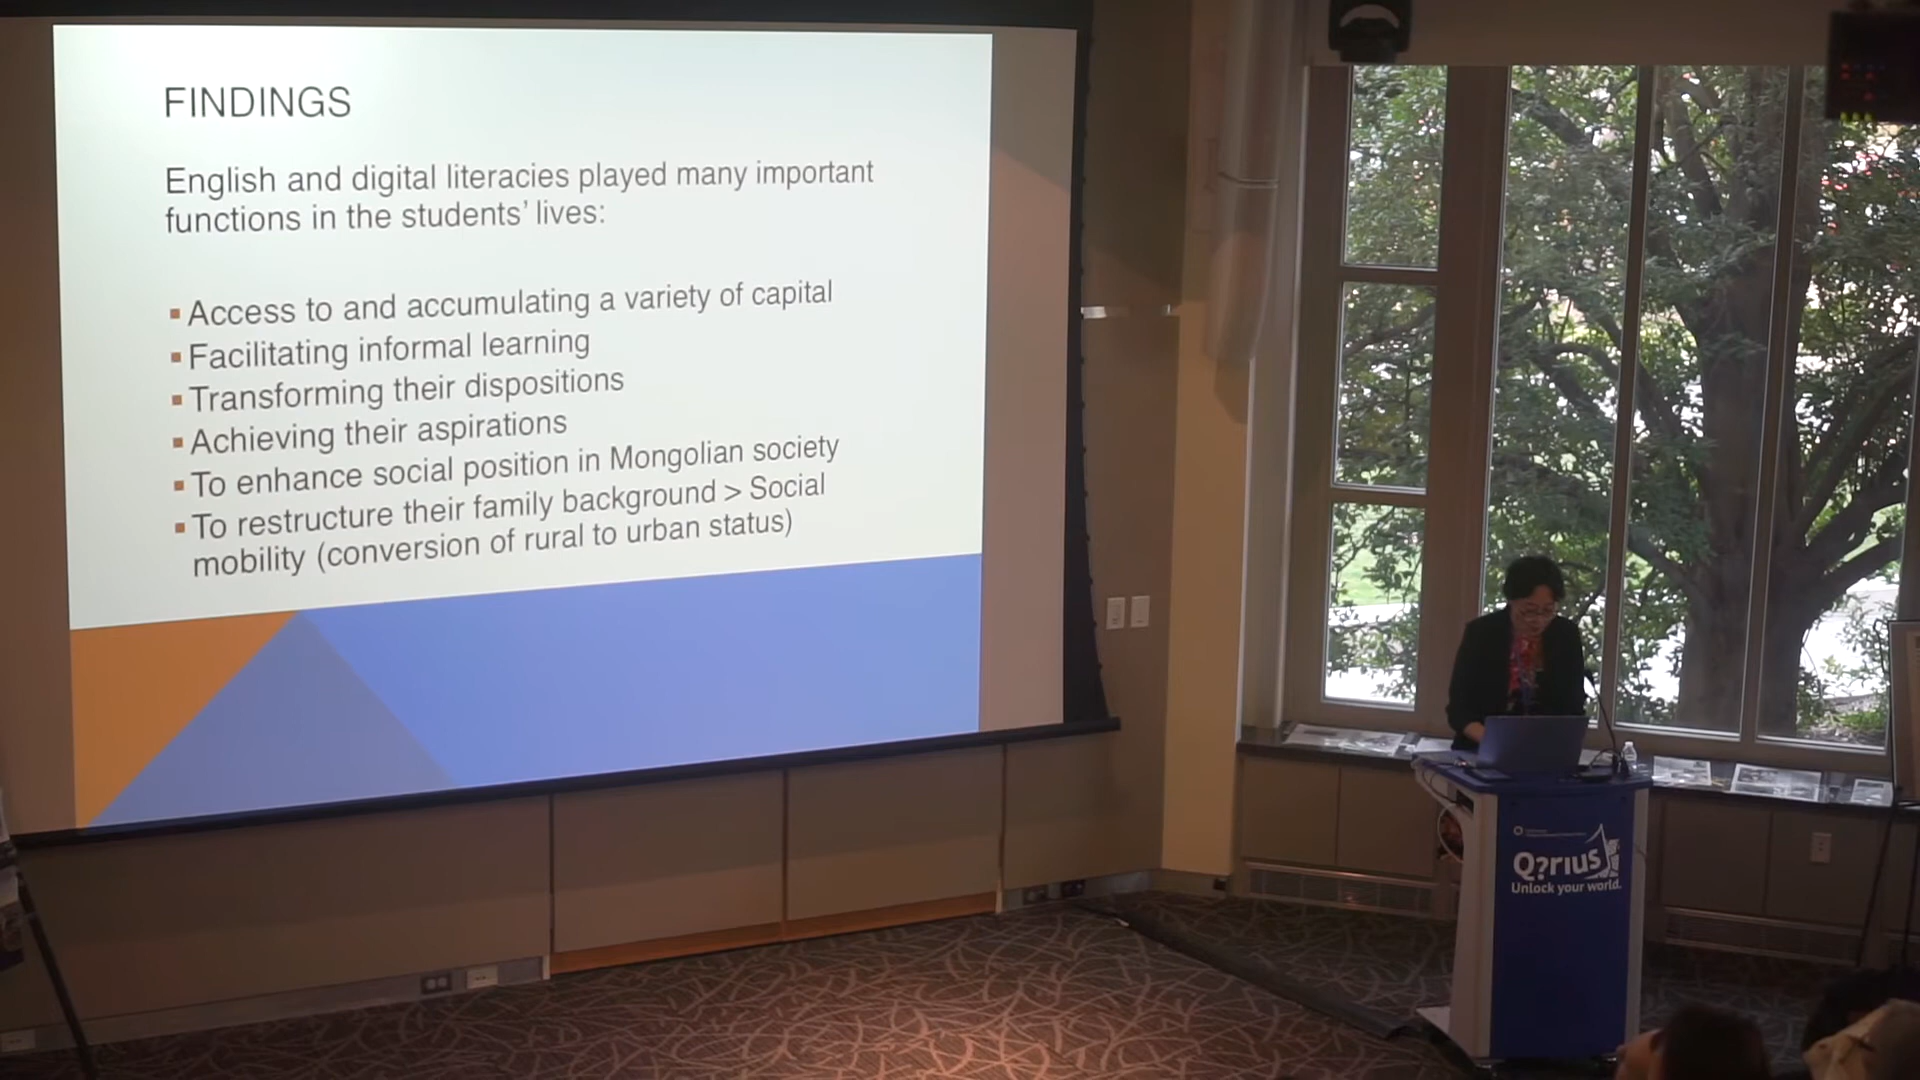 FINDINGS
English and digital literacies played many important
functions in the students' lives:
▪ Access to and accumulating a variety of capital
▪ Facilitating informal learning
▪ Transforming their dispositions
▪ Achieving their aspirations
▪ To enhance social position in Mongolian society
▪ To restructure their family background > Social
mobility (conversion of rural to urban status)
Q?rius
Unlock your world.